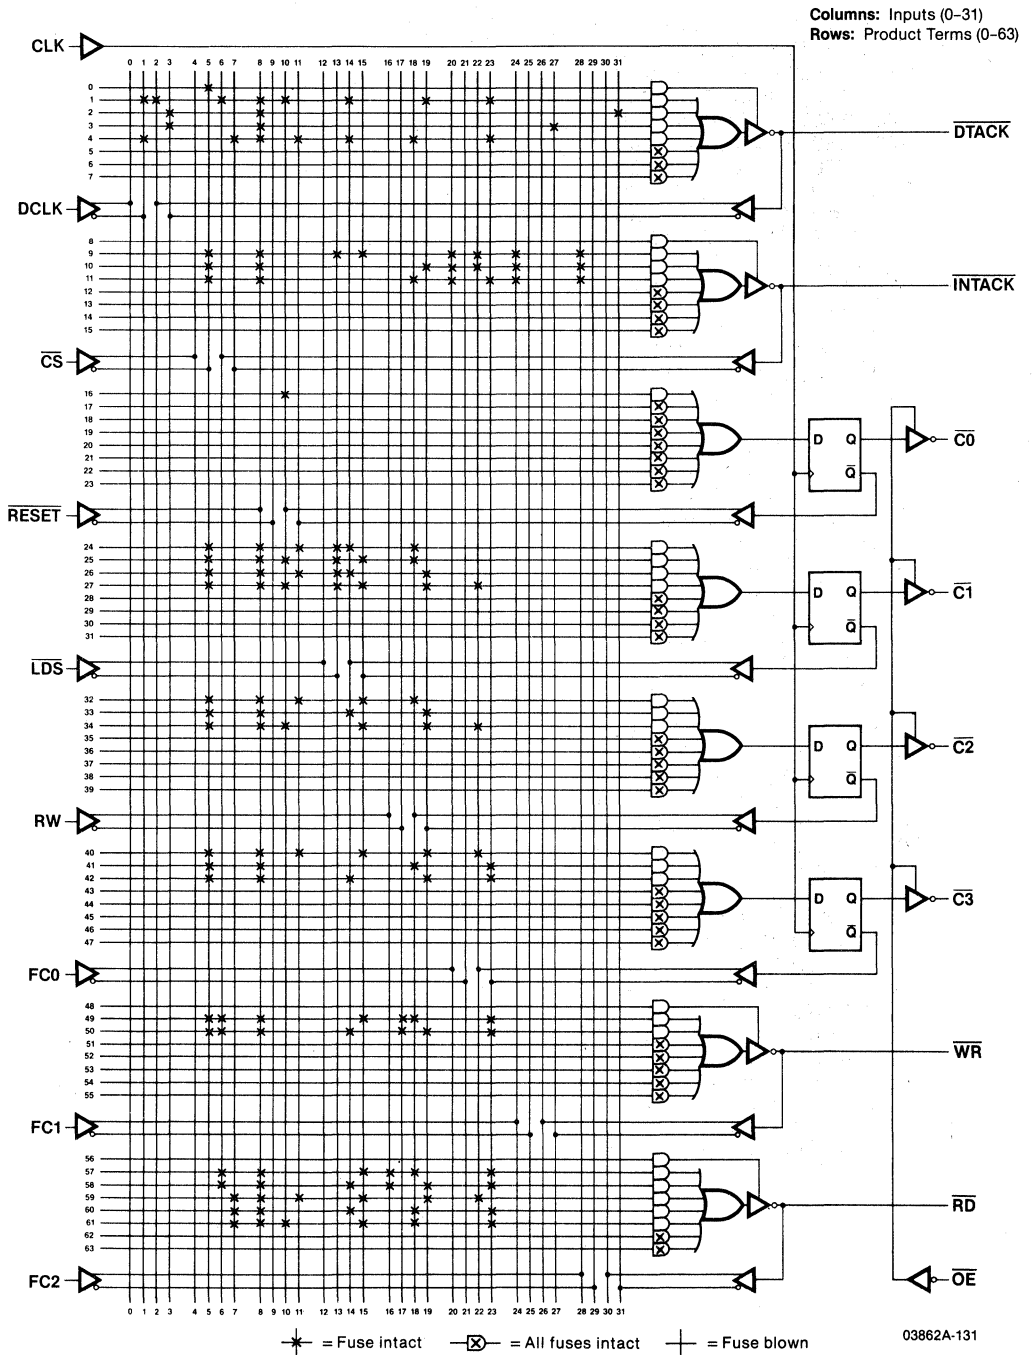 Columns: Inputs (0–31)
Rows: Product Terms (0–63)
CLK
0 1 2 3 4 5 6 7 8 9 10 11 12 13 14 15 16 17 18 19 20 21 22 23 24 25 26 27 28 29 30 31
0
1
2
3
4
5
6
7
DTACK
DCLK
8
9
10
11
12
13
14
15
INTACK
CS
16
17
18
19
20
21
22
23
D Q
Q
C0
RESET
24
25
26
27
28
29
30
31
D Q
Q
C1
LDS
32
33
34
35
36
37
38
39
D Q
Q
C2
RW
40
41
42
43
44
45
46
47
D Q
Q
C3
FC0
48
49
50
51
52
53
54
55
WR
FC1
56
57
58
59
60
61
62
63
RD
FC2
OE
0 1 2 3 4 5 6 7 8 9 10 11 12 13 14 15 16 17 18 19 20 21 22 23 24 25 26 27 28 29 30 31
= Fuse intact = All fuses intact = Fuse blown
03862A-131